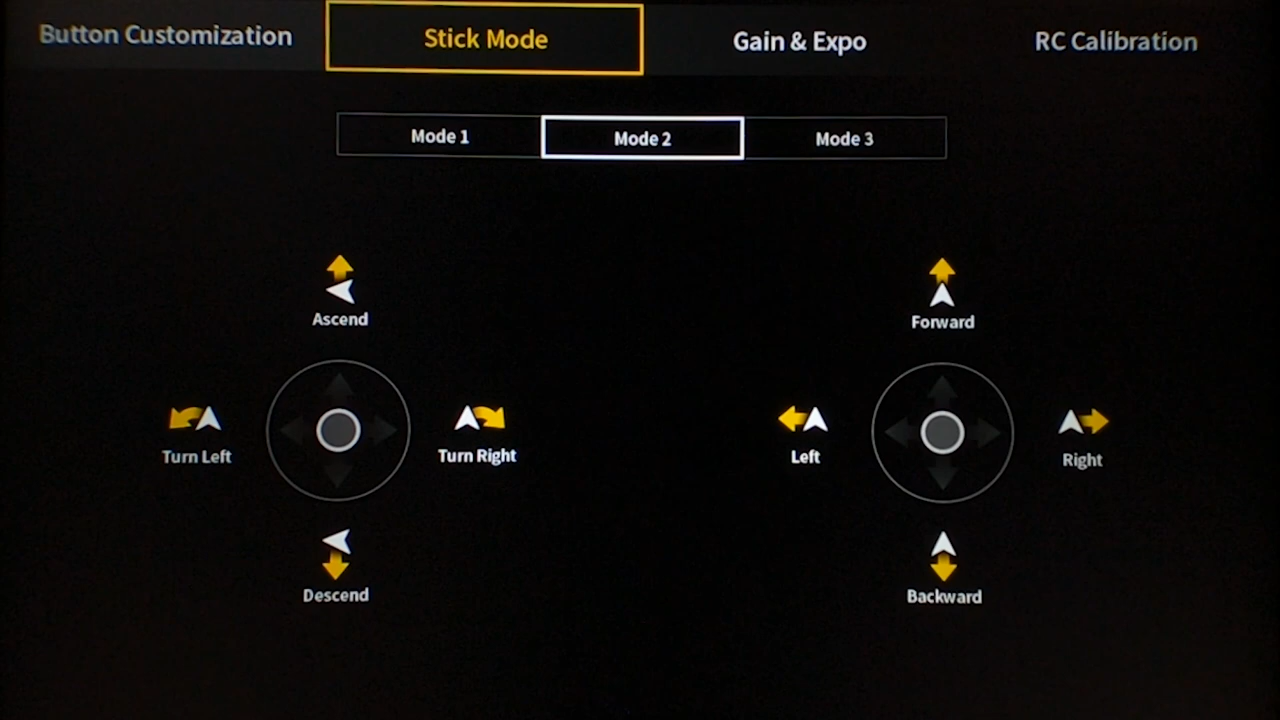 Button Customization
Stick Mode
Gain & Expo
RC Calibration
Mode 1
Mode 2
Mode 3
Ascend
Forward
Turn Left
Turn Right
Left
Right
Descend
Backward